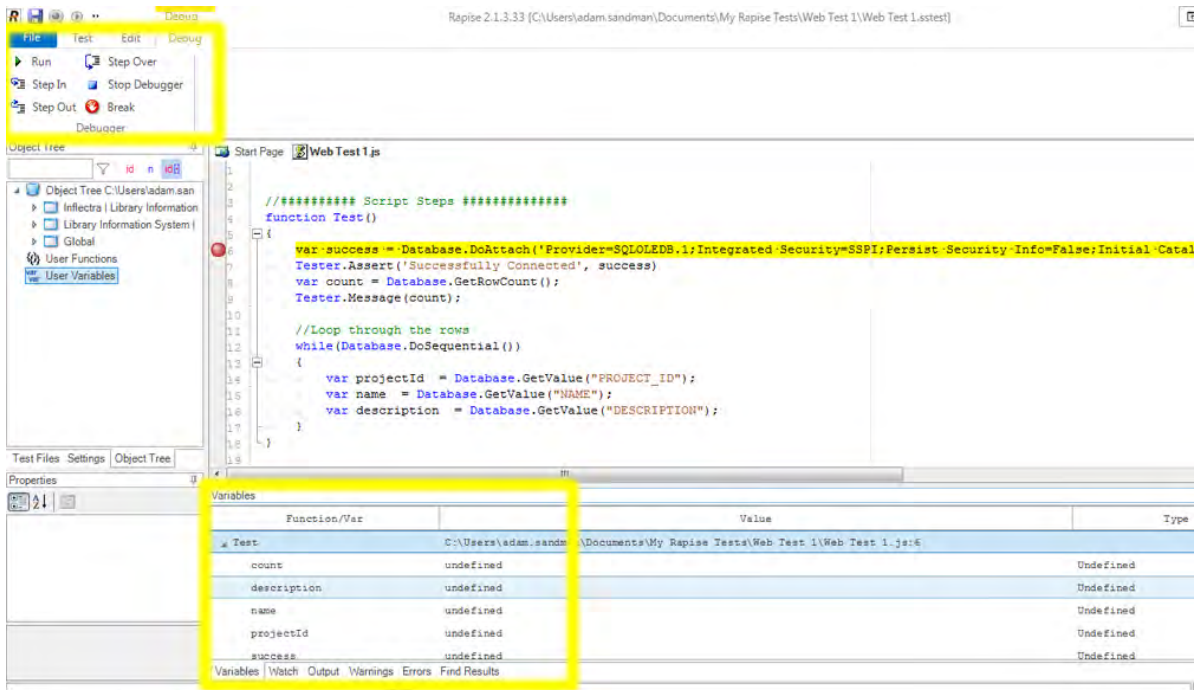 Debug
Rapise 2.1.3.33 [C:\Users\adam.sandman\Documents\My Rapise Tests\Web Test 1\Web Test 1.sstest]
File Test Edit Debug
Run Step Over
Step In Stop Debugger
Step Out Break
Debugger
Object Tree
id n
Start Page Web Test 1.js
Object Tree C:\Users\adam.san
Inflectra | Library Information
Library Information System |
Global
User Functions
User Variables
1
2
3 //########## Script Steps ##############
4 function Test()
5 {
6 var success = Database.DoAttach('Provider=SQLOLEDB.1;Integrated Security=SSPI;Persist Security Info=False;Initial Catal
7 Tester.Assert('Successfully Connected', success)
8 var count = Database.GetRowCount();
9 Tester.Message(count);
10
11 //Loop through the rows
12 while(Database.DoSequential())
13 {
14 var projectId = Database.GetValue("PROJECT_ID");
15 var name = Database.GetValue("NAME");
16 var description = Database.GetValue("DESCRIPTION");
17 }
18 }
19
Test Files Settings Object Tree
Properties
Variables
Function/Var Value Type
Test C:\Users\adam.sandman\Documents\My Rapise Tests\Web Test 1\Web Test 1.js:6
count undefined Undefined
description undefined Undefined
name undefined Undefined
projectId undefined Undefined
success undefined Undefined
Variables Watch Output Warnings Errors Find Results